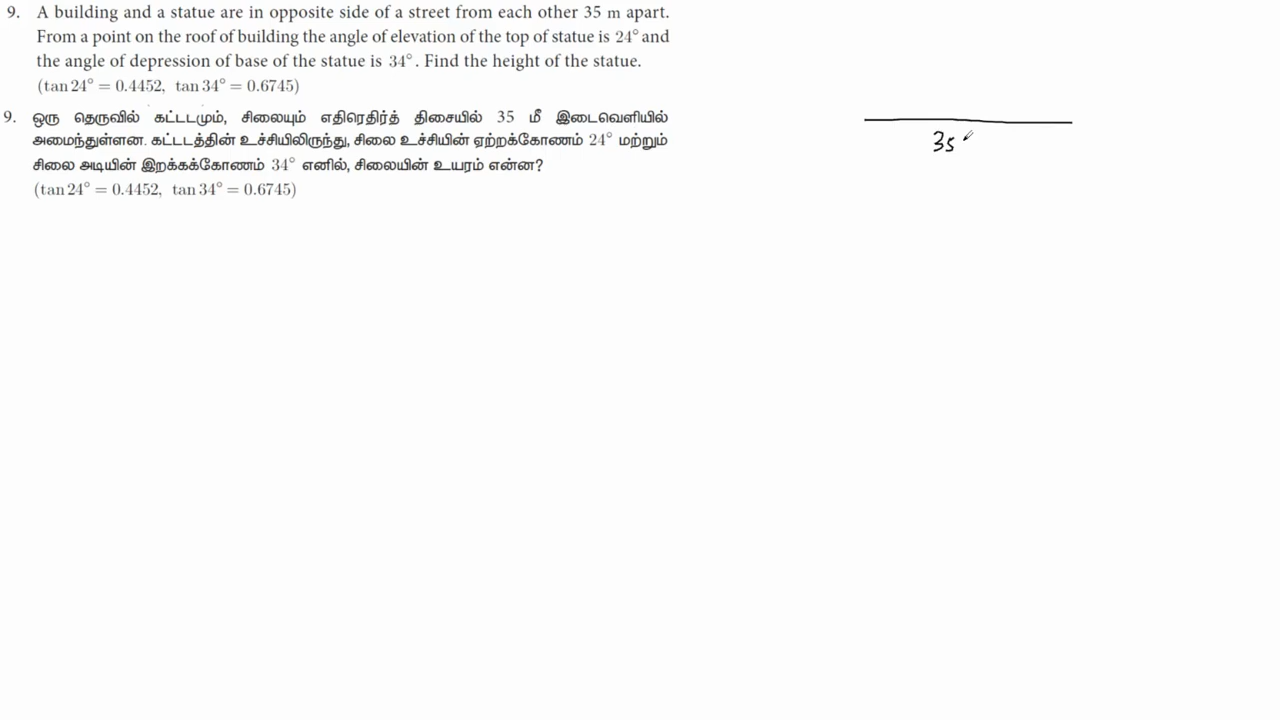 9. A building and a statue are in opposite side of a street from each other 35 m apart.
From a point on the roof of building the angle of elevation of the top of statue is 24° and
the angle of depression of base of the statue is 34°. Find the height of the statue.
(tan 24° = 0.4452, tan 34° = 0.6745)
9. ஒரு தெருவில் கட்டடமும், சிலையும் எதிரெதிர்த் திசையில் 35 மீ இடைவெளியில்
அமைந்துள்ளன. கட்டடத்தின் உச்சியிலிருந்து, சிலை உச்சியின் ஏற்றக்கோணம் 24° மற்றும்
சிலை அடியின் இறக்கக்கோணம் 34° எனில், சிலையின் உயரம் என்ன?
(tan 24° = 0.4452, tan 34° = 0.6745)
35